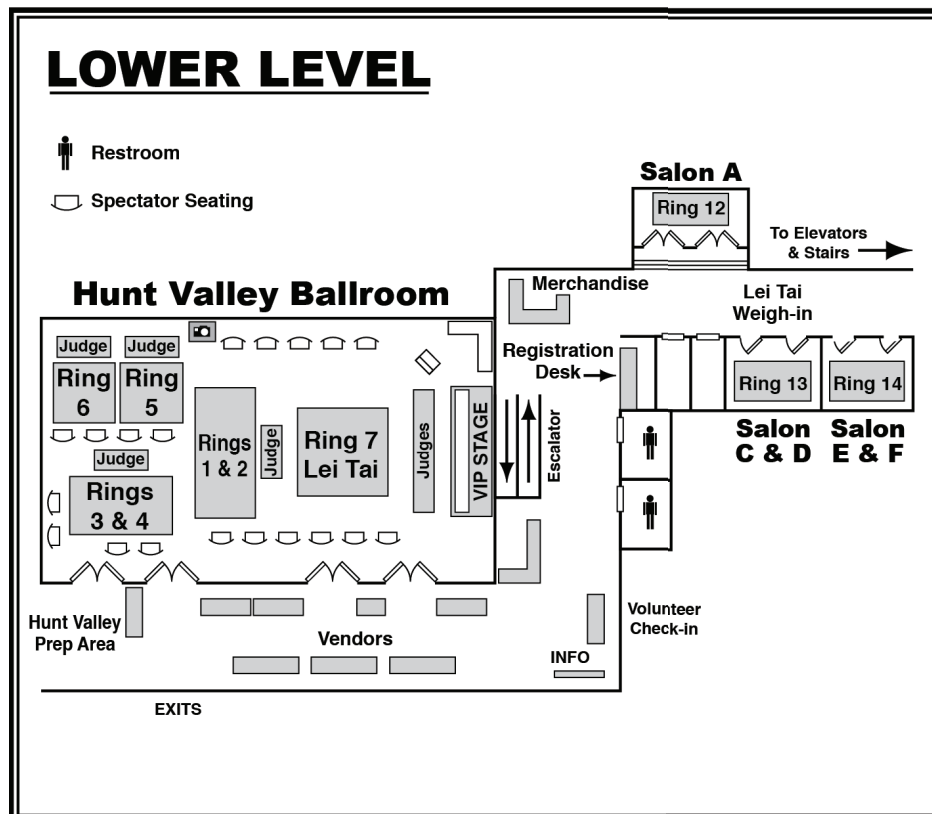 LOWER LEVEL
Restroom
Spectator Seating
Salon A
Ring 12
To Elevators
& Stairs
Hunt Valley Ballroom
Merchandise
Lei Tai
Weigh-in
Judge
Judge
Ring
6
Ring
5
Registration
Desk
Ring 13
Ring 14
Salon
C & D
Salon
E & F
Rings
1 & 2
Judge
Ring 7
Lei Tai
Judges
VIP STAGE
Escalator
Judge
Rings
3 & 4
Hunt Valley
Prep Area
Vendors
Volunteer
Check-in
INFO
EXITS